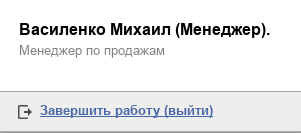 Василенко Михаил (Менеджер).
Менеджер по продажам
Завершить работу (выйти)